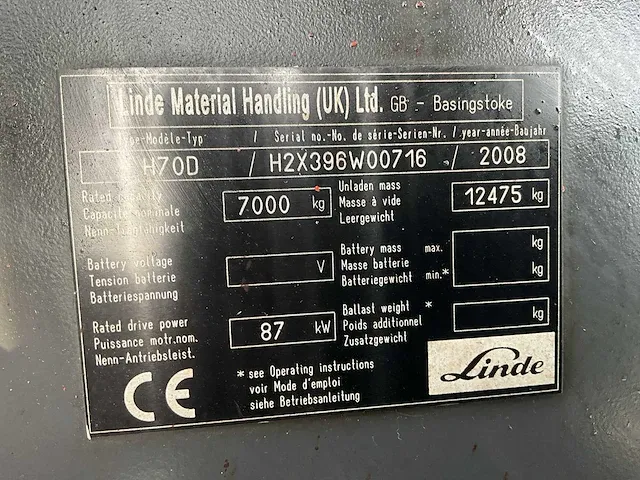 Linde Material Handling (UK) Ltd. GB - Basingstoke
Type-Modèle-Typ / Serial no.-No. de série-Serien-Nr. / year-année-Baujahr
H70D / H2X396W00716 / 2008
Rated capacity
Capacité nominale
Nenn-Tragfähigkeit
7000 kg
Unladen mass
Masse à vide
Leergewicht
12475 kg
Battery voltage
Tension batterie
Batteriespannung
V
Battery mass max.
Masse batterie
Batteriegewicht min.*
kg
kg
Rated drive power
Puissance motr.nom.
Nenn-Antriebsleist.
87 kW
Ballast weight *
Poids additionnel
Zusatzgewicht
kg
* see Operating instructions
voir Mode d'emploi
siehe Betriebsanleitung
CE
Linde